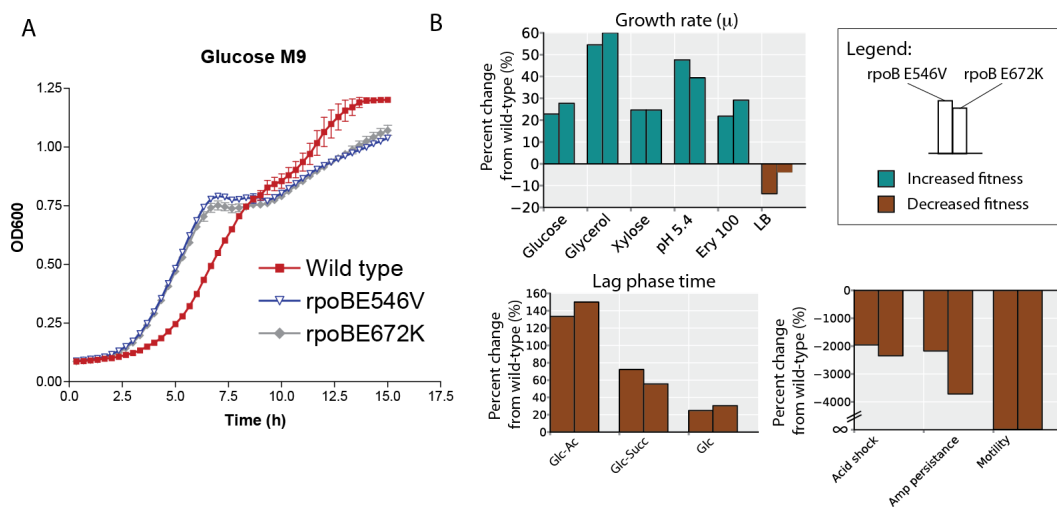 A
Glucose M9
OD600
1.25
1.00
0.75
0.50
0.25
0.00
Wild type
rpoBE546V
rpoBE672K
0.0 2.5 5.0 7.5 10.0 12.5 15.0 17.5
Time (h)
B
Growth rate (μ)
Percent change
from wild-type (%)
60
50
40
30
20
10
0
−10
−20
Glucose
Glycerol
Xylose
pH 5.4
Ery 100
LB
Legend:
rpoB E546V
rpoB E672K
Increased fitness
Decreased fitness
Lag phase time
Percent change
from wild-type (%)
160
140
120
100
80
60
40
20
0
Glc-Ac
Glc-Succ
Glc
Percent change
from wild-type (%)
0
−1000
−2000
−3000
−4000
∞
Acid shock
Amp persistance
Motility